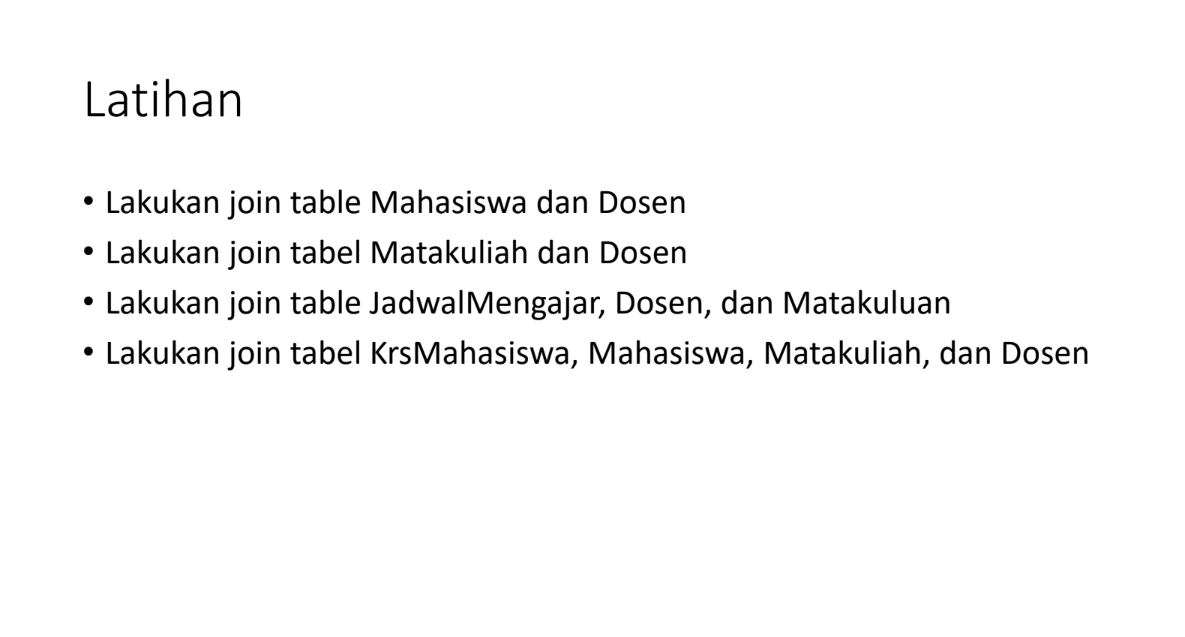 Latihan
• Lakukan join table Mahasiswa dan Dosen
• Lakukan join tabel Matakuliah dan Dosen
• Lakukan join table JadwalMengajar, Dosen, dan Matakuluan
• Lakukan join tabel KrsMahasiswa, Mahasiswa, Matakuliah, dan Dosen